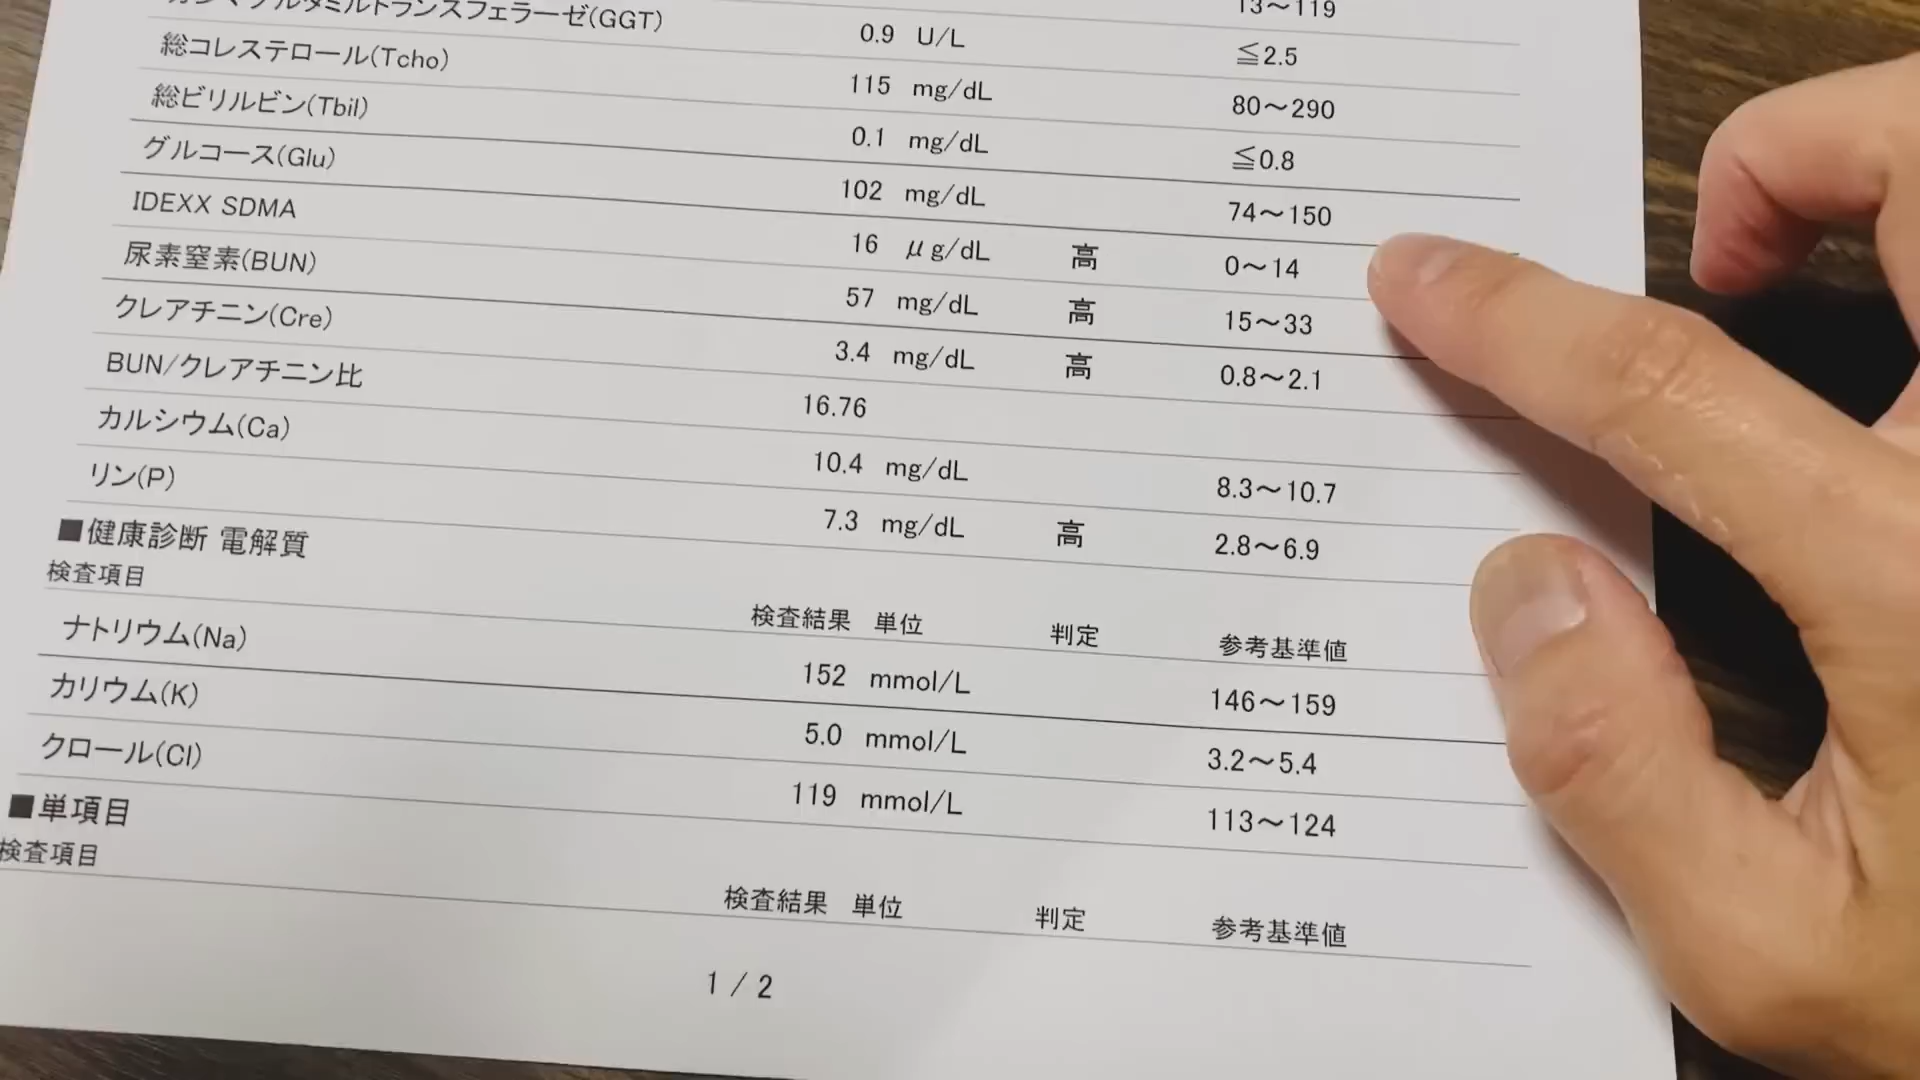 ガンマグルタミルトランスフェラーゼ(GGT) 0.9 U/L ≦2.5
13～119
総コレステロール(Tcho) 115 mg/dL 80～290
総ビリルビン(Tbil) 0.1 mg/dL ≦0.8
グルコース(Glu) 102 mg/dL 74～150
IDEXX SDMA 16 μg/dL 高 0～14
尿素窒素(BUN) 57 mg/dL 高 15～33
クレアチニン(Cre) 3.4 mg/dL 高 0.8～2.1
BUN/クレアチニン比 16.76
カルシウム(Ca) 10.4 mg/dL 8.3～10.7
リン(P) 7.3 mg/dL 高 2.8～6.9
■健康診断 電解質
検査項目 検査結果 単位 判定 参考基準値
ナトリウム(Na) 152 mmol/L 146～159
カリウム(K) 5.0 mmol/L 3.2～5.4
クロール(Cl) 119 mmol/L 113～124
■単項目
検査項目 検査結果 単位 判定 参考基準値
1 / 2